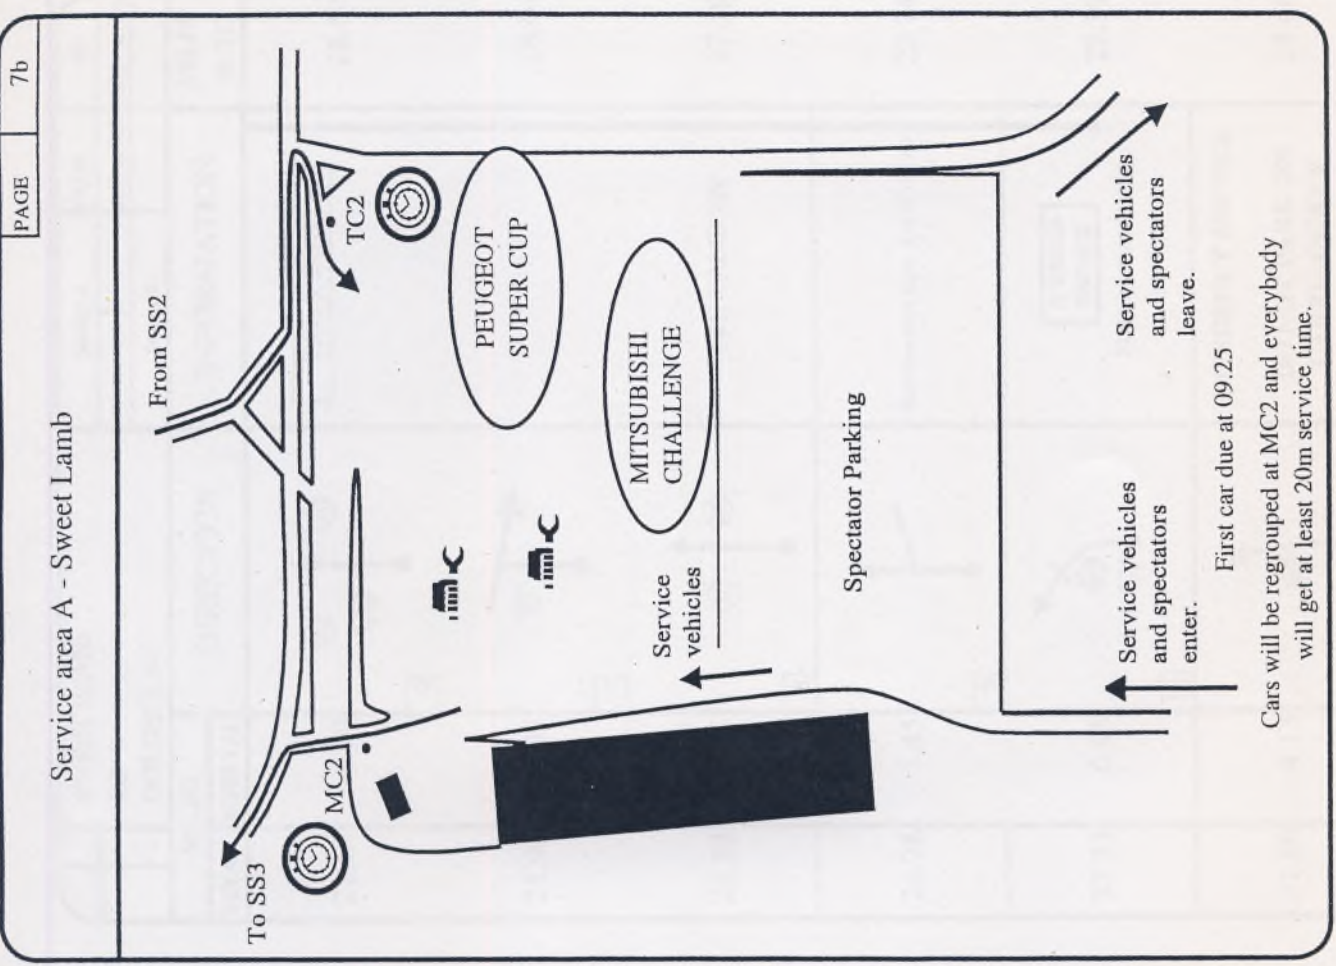 PAGE
7b
Service area A - Sweet Lamb
From SS2
To SS3
MC2
TC2
PEUGEOT
SUPER CUP
MITSUBISHI
CHALLENGE
Service
vehicles
Spectator Parking
Service vehicles
and spectators
enter.
Service vehicles
and spectators
leave.
First car due at 09.25
Cars will be regrouped at MC2 and everybody
will get at least 20m service time.